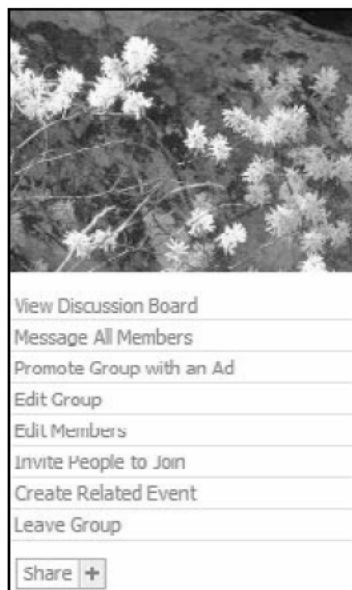 View Discussion Board
Message All Members
Promote Group with an Ad
Edit Group
Edit Members
Invite People to Join
Create Related Event
Leave Group
Share +